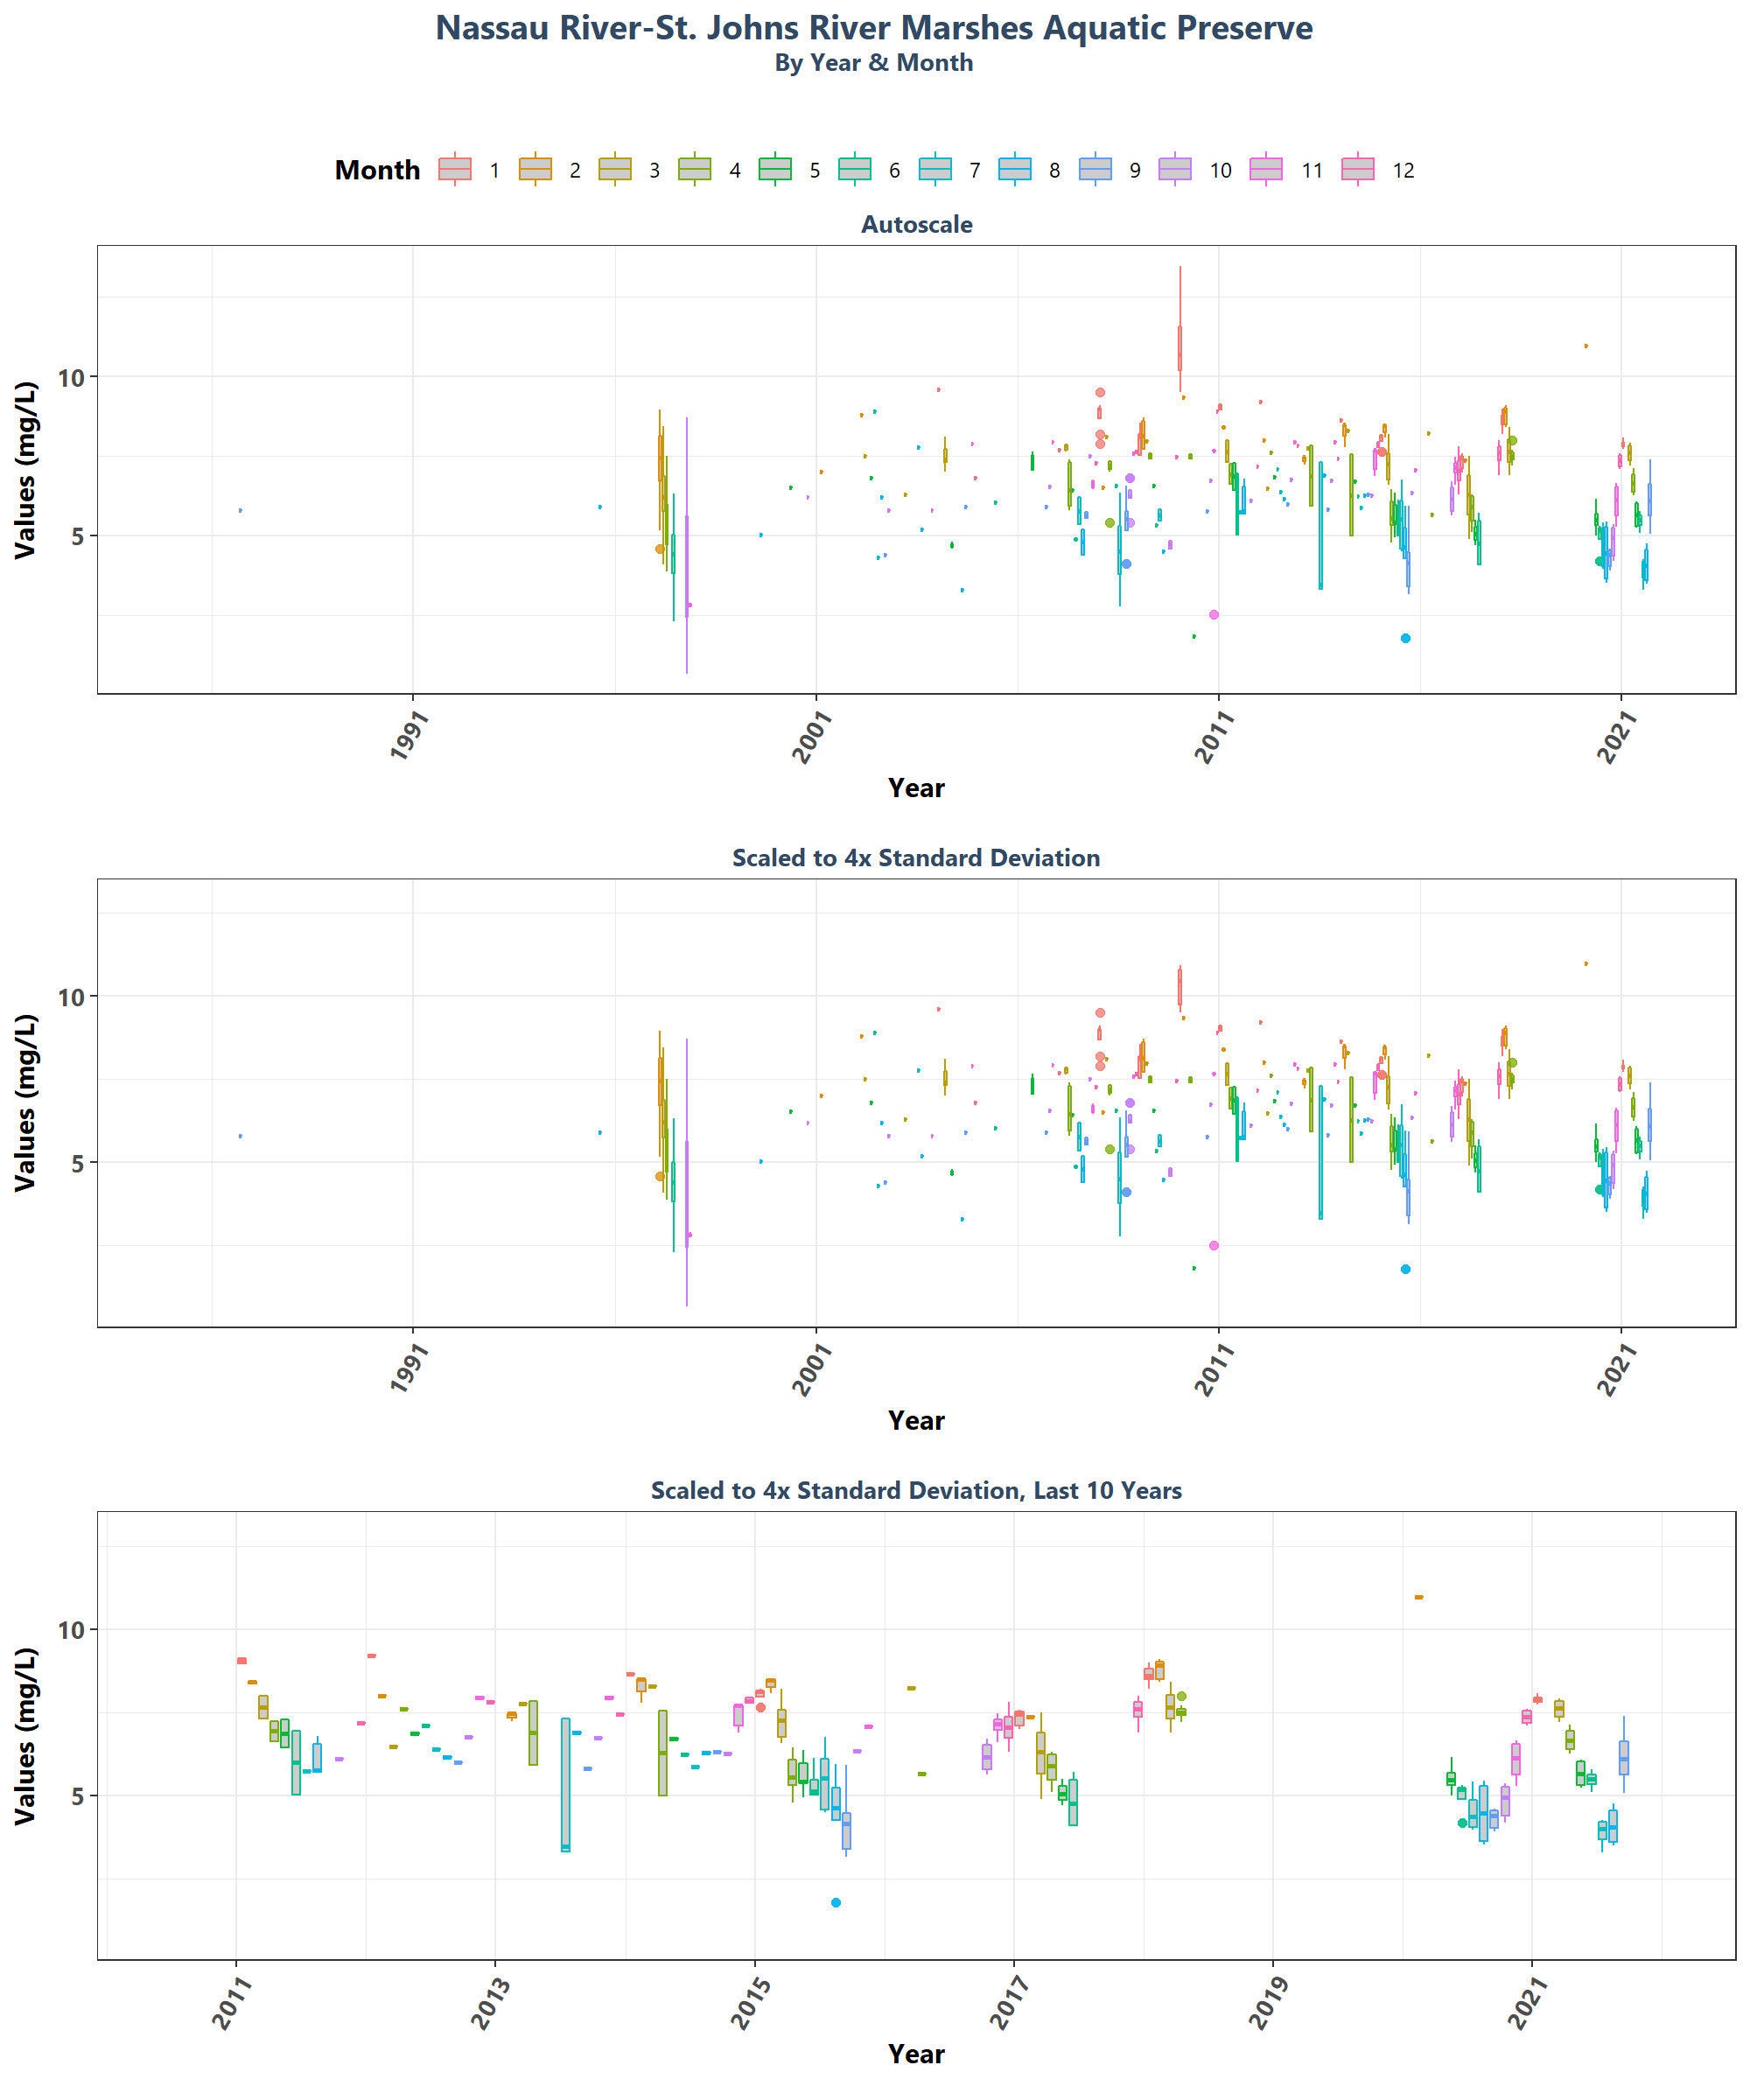 Nassau River-St. Johns River Marshes Aquatic Preserve
By Year & Month
Month 1 2 3 4 5 6 7 8 9 10 11 12
Autoscale
Values (mg/L)
10
5
1991 2001 2011 2021
Year
Scaled to 4x Standard Deviation
Values (mg/L)
10
5
1991 2001 2011 2021
Year
Scaled to 4x Standard Deviation, Last 10 Years
Values (mg/L)
10
5
2011 2013 2015 2017 2019 2021
Year